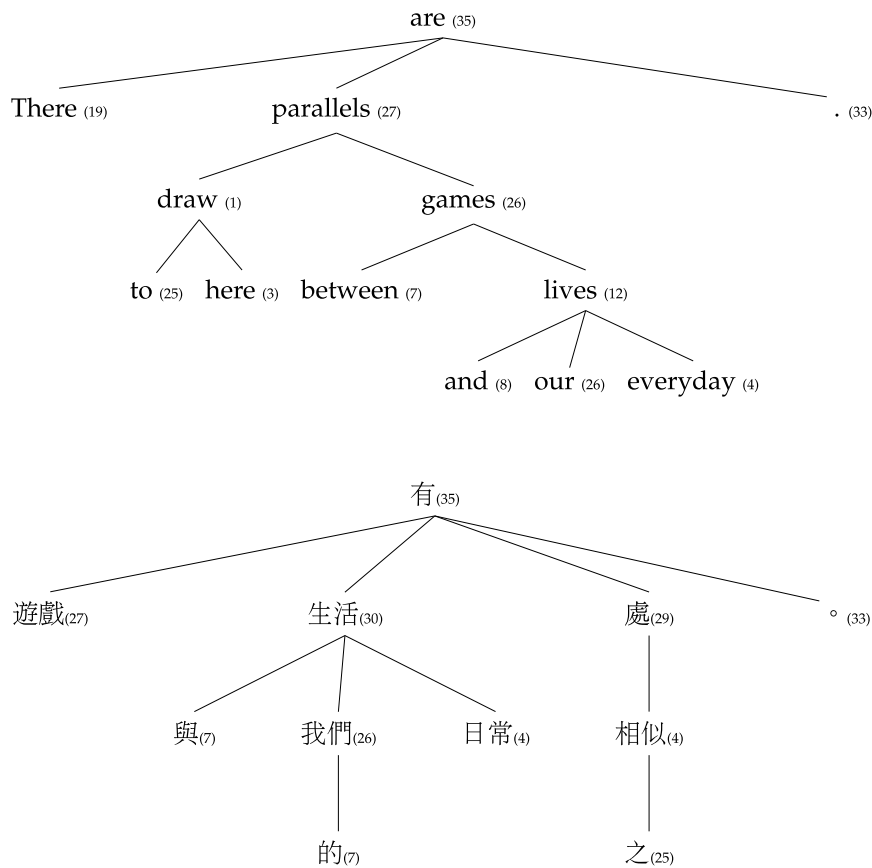 are (35)
There (19) parallels (27) . (33)
draw (1) games (26)
to (25) here (3) between (7) lives (12)
and (8) our (26) everyday (4)
有(35)
遊戲(27) 生活(30) 處(29) 。(33)
與(7) 我們(26) 日常(4) 相似(4)
的(7) 之(25)